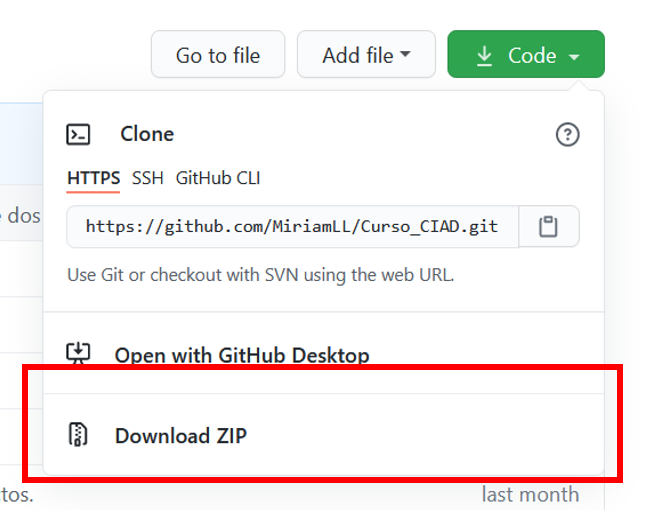 Go to file Add file Code
Clone
HTTPS SSH GitHub CLI
dos
https://github.com/MiriamLL/Curso_CIAD.git
Use Git or checkout with SVN using the web URL.
Open with GitHub Desktop
Download ZIP
tos. last month